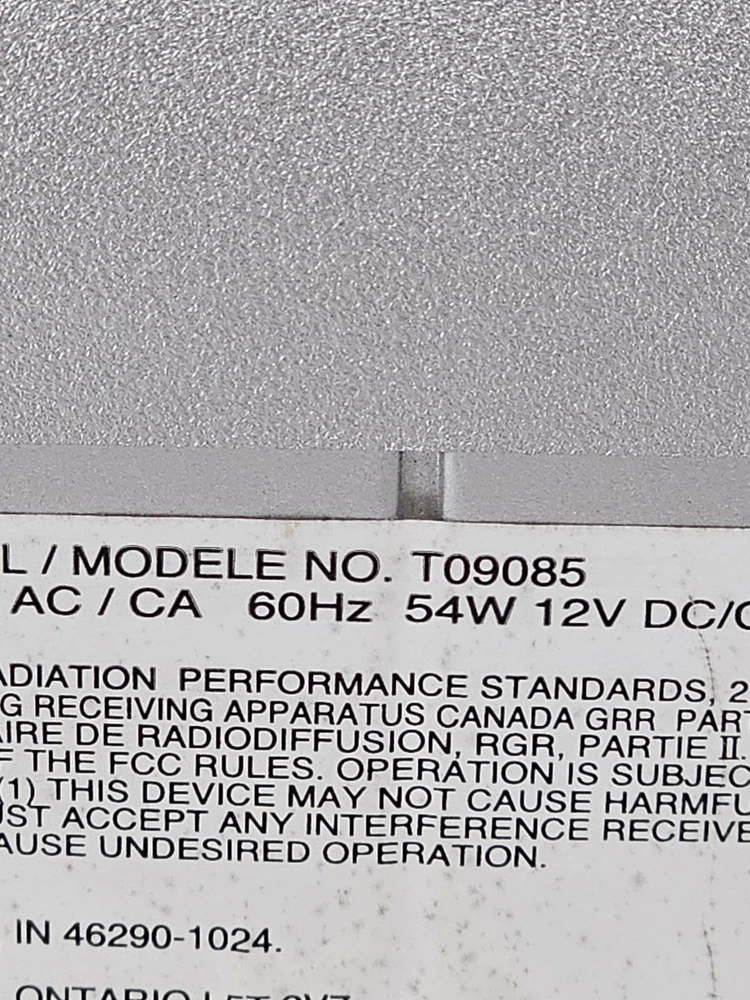 L / MODELE NO. T09085
AC / CA 60Hz 54W 12V DC/C
ADIATION PERFORMANCE STANDARDS, 2
G RECEIVING APPARATUS CANADA GRR PART
AIRE DE RADIODIFFUSION, RGR, PARTIE II.
F THE FCC RULES. OPERATION IS SUBJEC
(1) THIS DEVICE MAY NOT CAUSE HARMFU
UST ACCEPT ANY INTERFERENCE RECEIVE
AUSE UNDESIRED OPERATION.
IN 46290-1024.
ONTARIO